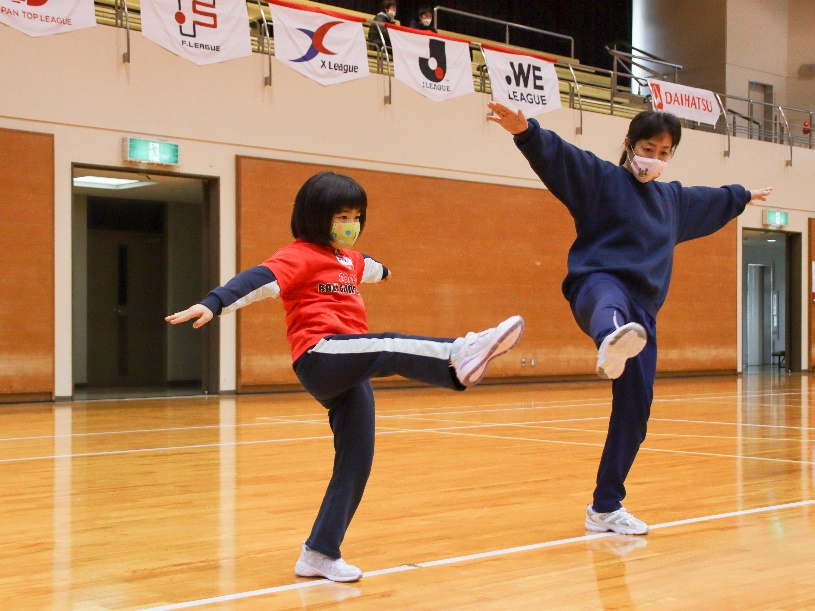 PAN TOP LEAGUE
F-LEAGUE
X League
J.LEAGUE
.WE
LEAGUE
DAIHATSU